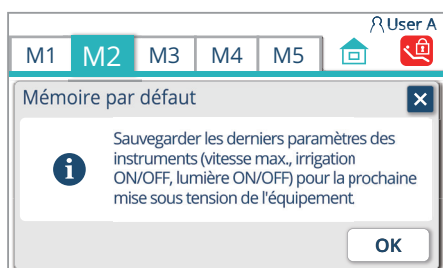 User A
M1 M2 M3 M4 M5
Mémoire par défaut
Sauvegarder les derniers paramètres des
instruments (vitesse max., irrigation
ON/OFF, lumière ON/OFF) pour la prochaine
mise sous tension de l'équipement.
OK